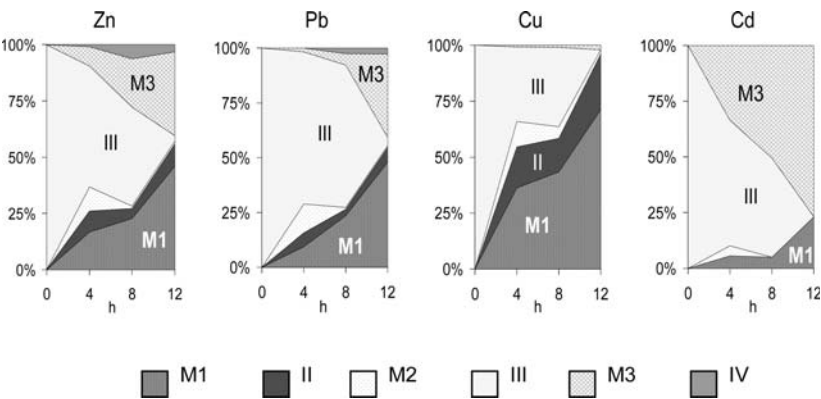 Zn Pb Cu Cd
100% 100% 100% 100%
M3 M3 III M3
75% 75% 75% 75%
III III
50% 50% II 50% 50%
III
25% 25% 25% 25%
M1 M1 M1 M1
0% 0% 0% 0%
0 4 8 12 0 4 8 12 0 4 8 12 0 4 8 12
h h h h
M1 II M2 III M3 IV